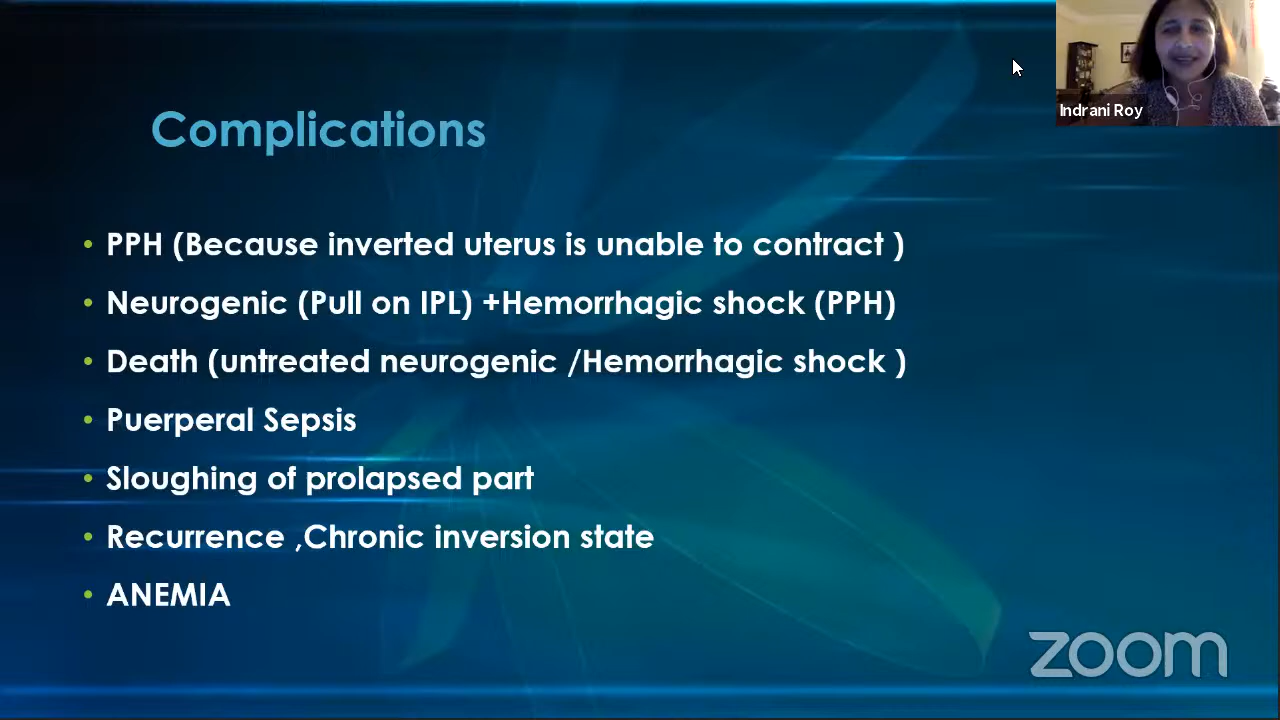 Indrani Roy
Complications
• PPH (Because inverted uterus is unable to contract )
• Neurogenic (Pull on IPL) +Hemorrhagic shock (PPH)
• Death (untreated neurogenic /Hemorrhagic shock )
• Puerperal Sepsis
• Sloughing of prolapsed part
• Recurrence ,Chronic inversion state
• ANEMIA
zoom